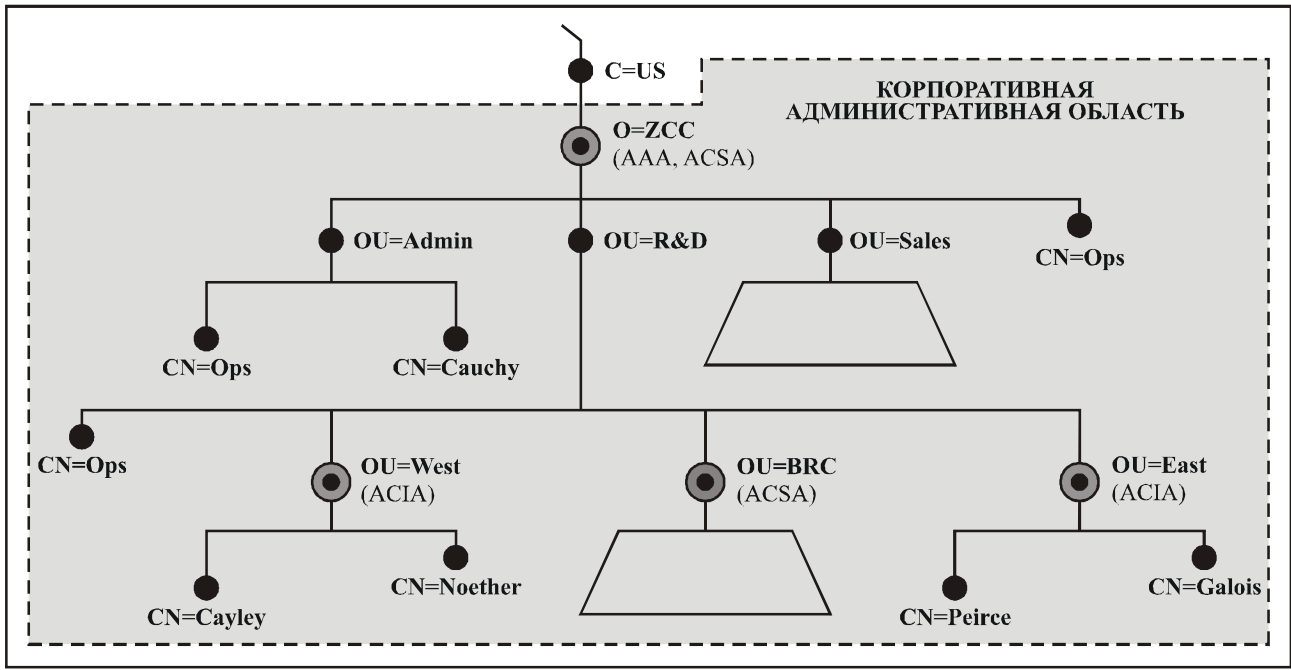 C=US
КОРПОРАТИВНАЯ
АДМИНИСТРАТИВНАЯ ОБЛАСТЬ
O=ZCC
(AAA, ACSA)
OU=Admin
OU=R&D
OU=Sales
CN=Ops
CN=Ops
CN=Cauchy
CN=Ops
OU=West
(ACIA)
OU=BRC
(ACSA)
OU=East
(ACIA)
CN=Cayley
CN=Noether
CN=Peirce
CN=Galois